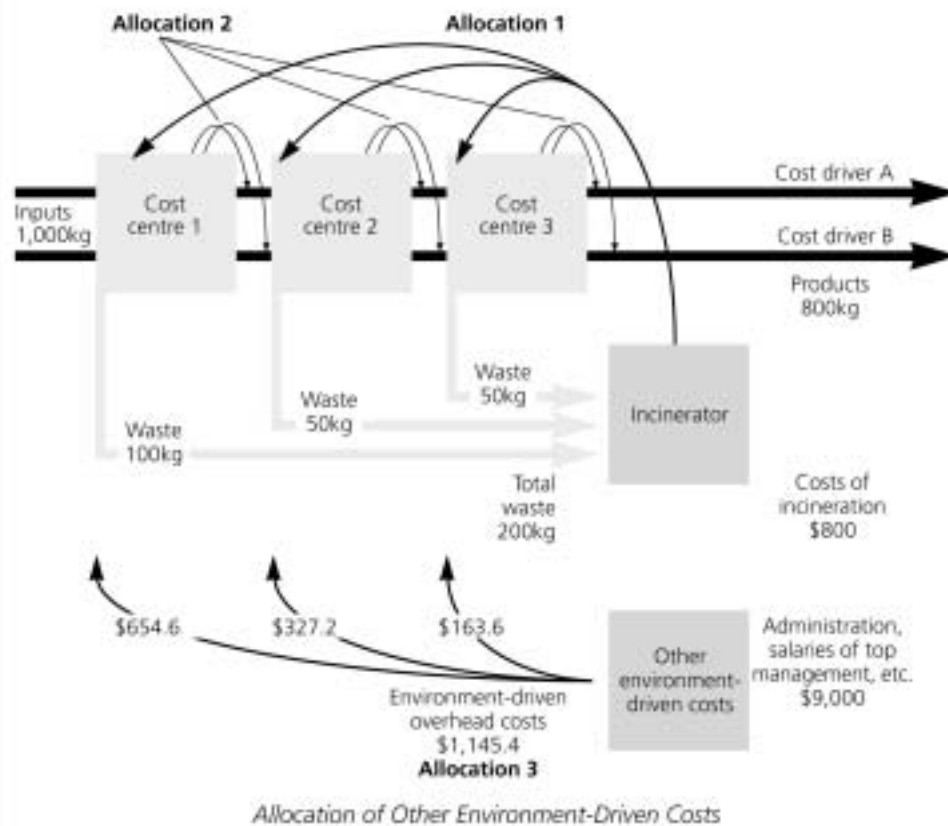 Allocation 2
Allocation 1
Cost
centre 1
Cost
centre 2
Cost
centre 3
Cost driver A
Inputs
1,000kg
Cost driver B
Products
800kg
Waste
50kg
Waste
50kg
Waste
100kg
Incinerator
Total
waste
200kg
Costs of
incineration
$800
$654.6
$327.2
$163.6
Other
environment-
driven costs
Administration,
salaries of top
management, etc.
$9,000
Environment-driven
overhead costs
$1,145.4
Allocation 3
Allocation of Other Environment-Driven Costs